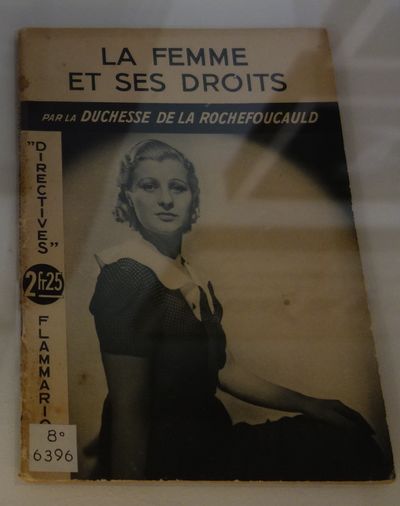 LA FEMME
ET SES DROITS
PAR LA DUCHESSE DE LA ROCHEFOUCAULD
"DIRECTIVES"
2fr25
FLAMMARIO
8°
6396